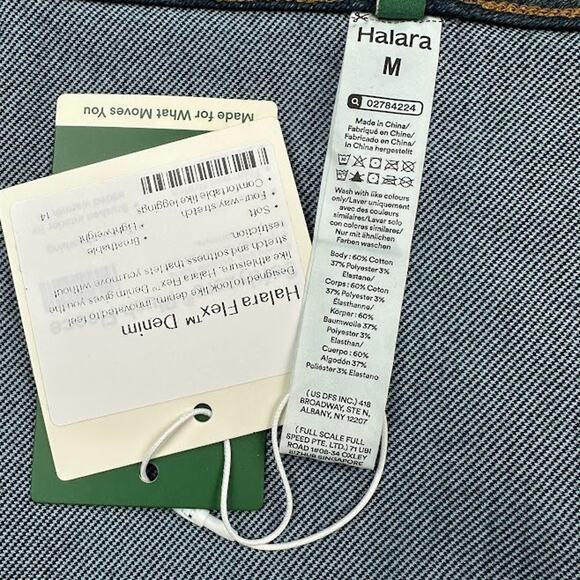 Halara
M
02784224
Made in China/
Fabriqué en Chine/
Fabricado en China/
In China hergestellt
Wash with like colours
only/Laver uniquement
avec des couleurs
similaires/Lavar solo
con colores similares/
Nur mit ähnlichen
Farben waschen
Body: 60% Cotton
37% Polyester 3%
Elastane/
Corps: 60% Coton
37% Polyester 3%
Élasthanne/
Körper: 60%
Baumwolle 37%
Polyester 3%
Elasthan/
Cuerpo: 60%
Algodón 37%
Poliéster 3% Elastano
(US DFS INC.) 418
BROADWAY, STE N,
ALBANY, NY 12207
( FULL SCALE FULL
SPEED PTE. LTD.) 71 UBI
ROAD 1#08-34 OXLEY
BIZHUB SINGAPORE
Made for What Moves You
Halara Flex™ Denim
Designed to look like denim, innovated to feel
like athleisure. Halara Flex™ Denim gives you the
stretch and softness that lets you move without
restriction.
• Breathable
• Lightweight
• Soft
• Four-way stretch
• Comfortable like leggings
14